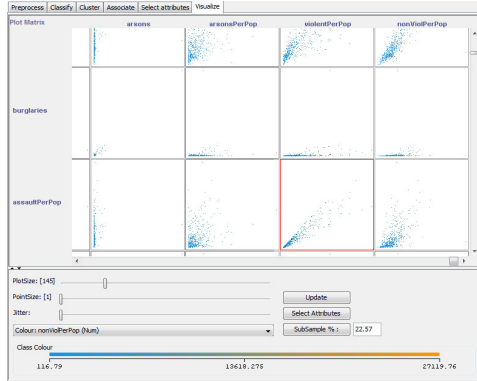 Preprocess Classify Cluster Associate Select attributes Visualize
Plot Matrix arsons arsonsPerPop violentPerPop nonViolPerPop
burglaries
assaultPerPop
PlotSize: [145]
PointSize: [1]
Update
Jitter:
Select Attributes
Colour: nonViolPerPop (Num)
SubSample % : 22.57
Class Colour
116.79 13618.275 27119.76